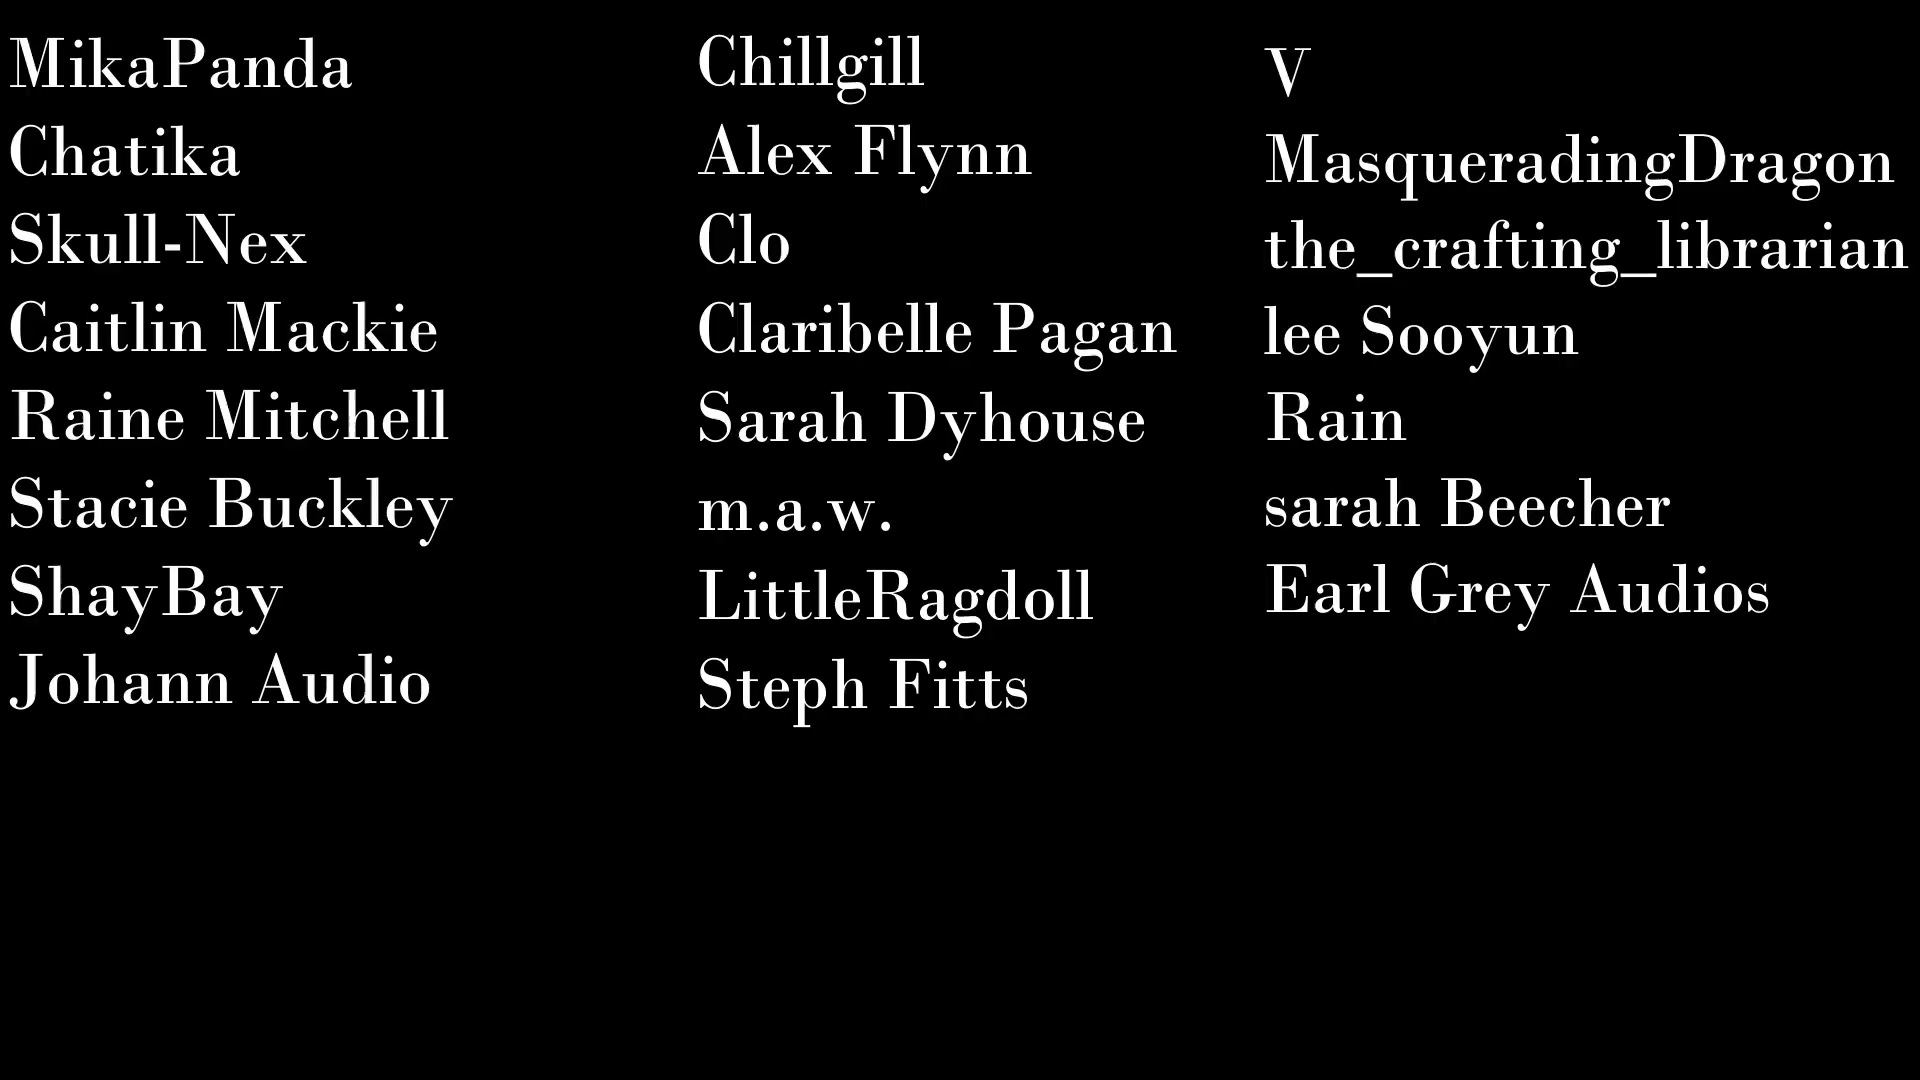 MikaPanda
Chatika
Skull-Nex
Caitlin Mackie
Raine Mitchell
Stacie Buckley
ShayBay
Johann Audio
Chillgill
Alex Flynn
Clo
Claribelle Pagan
Sarah Dyhouse
m.a.w.
LittleRagdoll
Steph Fitts
V
MasqueradingDragon
the_crafting_librarian
lee Sooyun
Rain
sarah Beecher
Earl Grey Audios